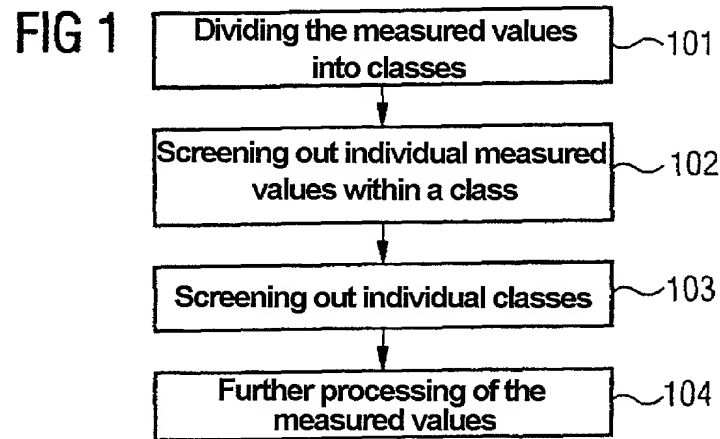 FIG 1
Dividing the measured values
into classes
101
Screening out individual measured
values within a class
102
Screening out individual classes
103
Further processing of the
measured values
104